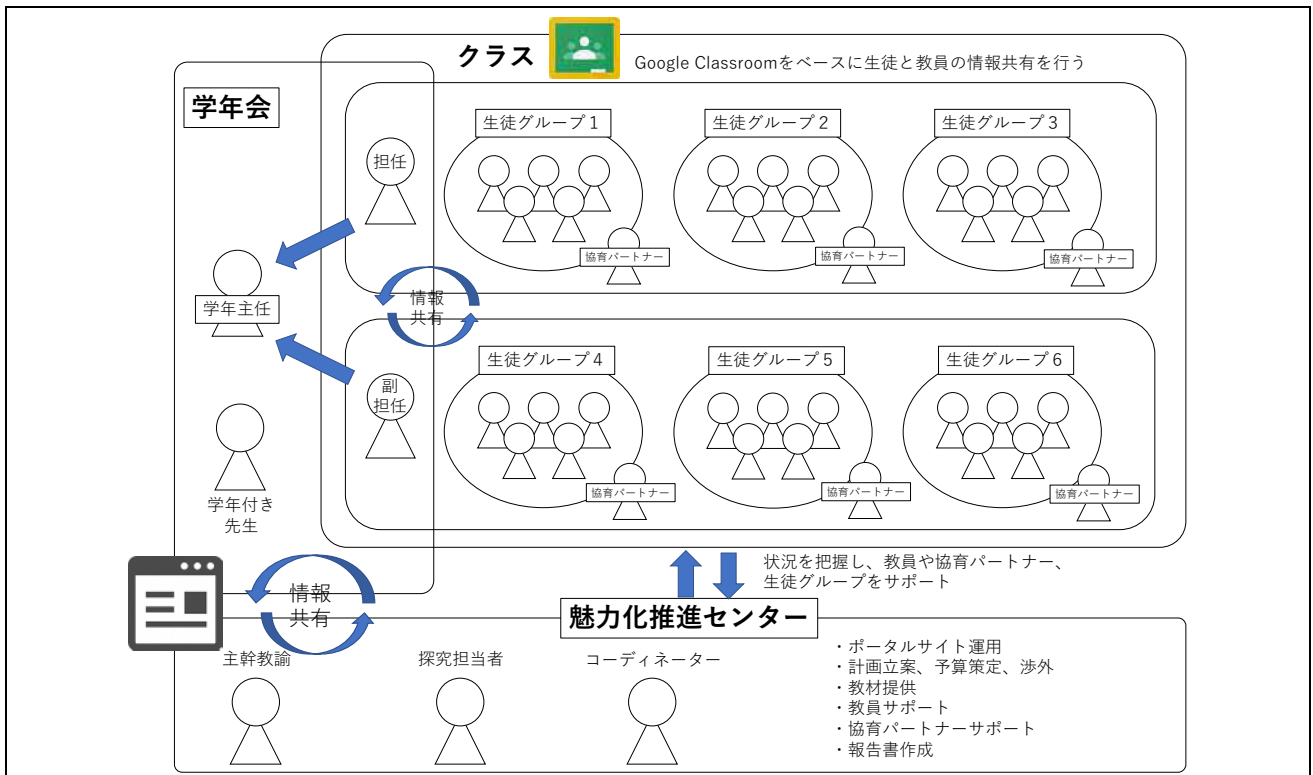 クラス
Google Classroomをベースに生徒と教員の情報共有を行う
学年会
担任
生徒グループ１
生徒グループ２
生徒グループ３
協育パートナー
協育パートナー
協育パートナー
学年主任
情報
共有
副
担任
生徒グループ４
生徒グループ５
生徒グループ６
協育パートナー
協育パートナー
協育パートナー
学年付き
先生
情報
共有
状況を把握し、教員や協育パートナー、
生徒グループをサポート
魅力化推進センター
主幹教諭
探究担当者
コーディネーター
・ポータルサイト運用
・計画立案、予算策定、渉外
・教材提供
・教員サポート
・協育パートナーサポート
・報告書作成